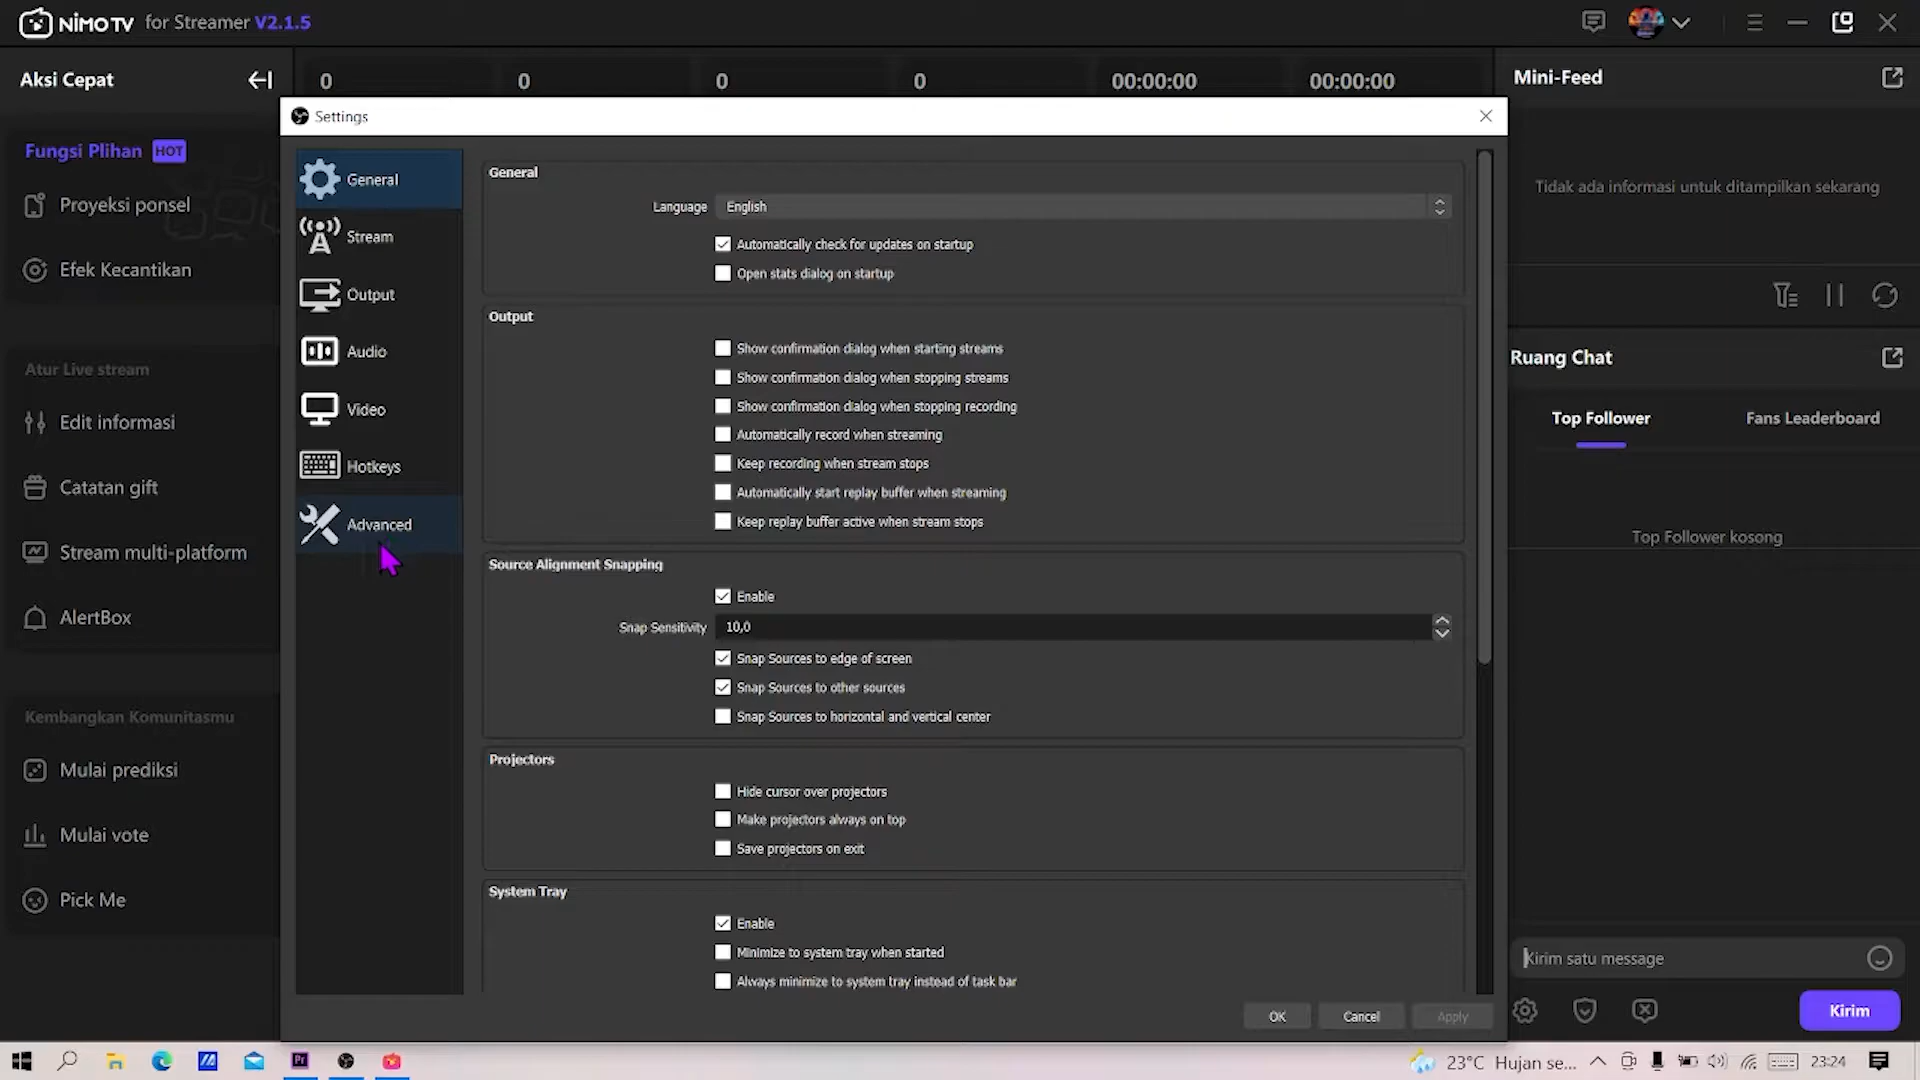 NIMO TV for Streamer V2.1.5
Aksi Cepat
0
0
0
0
00:00:00
00:00:00
Mini-Feed
Settings
Fungsi Plihan HOT
Proyeksi ponsel
Efek Kecantikan
Atur Live stream
Edit informasi
Catatan gift
Stream multi-platform
AlertBox
Kembangkan Komunitasmu
Mulai prediksi
Mulai vote
Pick Me
General
Stream
Output
Audio
Video
Hotkeys
Advanced
General
Language English
Automatically check for updates on startup
Open stats dialog on startup
Output
Show confirmation dialog when starting streams
Show confirmation dialog when stopping streams
Show confirmation dialog when stopping recording
Automatically record when streaming
Keep recording when stream stops
Automatically start replay buffer when streaming
Keep replay buffer active when stream stops
Source Alignment Snapping
Enable
Snap Sensitivity 10,0
Snap Sources to edge of screen
Snap Sources to other sources
Snap Sources to horizontal and vertical center
Projectors
Hide cursor over projectors
Make projectors always on top
Save projectors on exit
System Tray
Enable
Minimize to system tray when started
Always minimize to system tray instead of task bar
OK
Cancel
Apply
Tidak ada informasi untuk ditampilkan sekarang
Ruang Chat
Top Follower
Fans Leaderboard
Top Follower kosong
Kirim satu message
Kirim
Pr
23°C Hujan se...
23:24